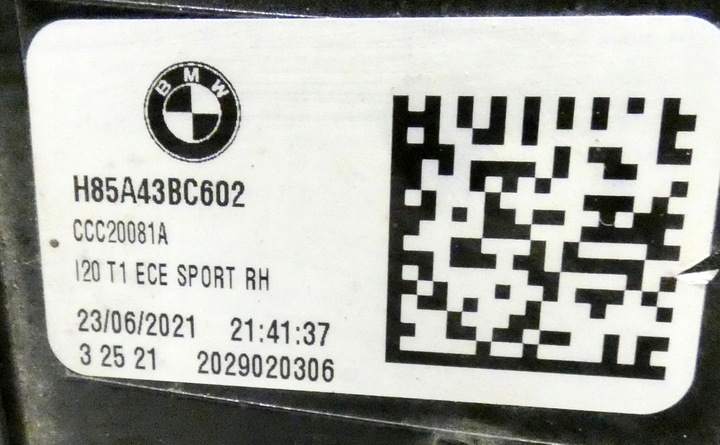 BMW
H85A43BC602
CCC20081A
I20 T1 ECE SPORT RH
23/06/2021 21:41:37
3 25 21 2029020306